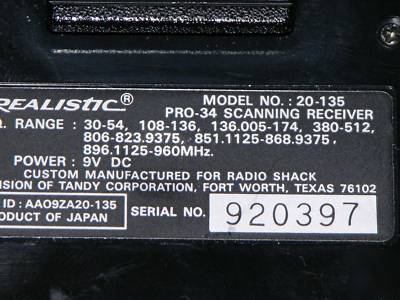 REALISTIC® MODEL NO. : 20-135
PRO-34 SCANNING RECEIVER
Q. RANGE : 30-54, 108-136, 136.005-174, 380-512,
806-823.9375, 851.1125-868.9375,
896.1125-960MHz.
POWER : 9V DC
CUSTOM MANUFACTURED FOR RADIO SHACK
VISION OF TANDY CORPORATION, FORT WORTH, TEXAS 76102
ID : AAO9ZA20-135
ODUCT OF JAPAN SERIAL NO. 920397